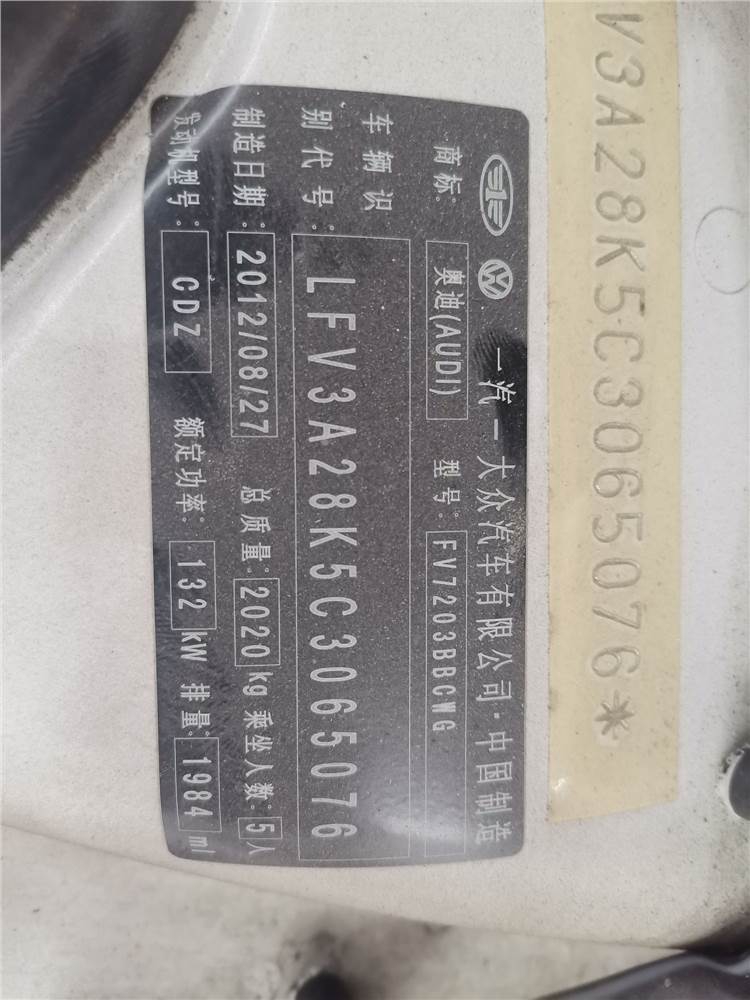 V3A28K5C3065076*
一汽-大众汽车有限公司·中国制造
商标: 奥迪(AUDI) 型号: FV7203BBCWG
车辆识
别代号: LFV3A28K5C3065076
制造日期: 2012/08/27 总质量: 2020 kg 乘坐人数: 5人
发动机型号: CDZ 额定功率: 132 kW 排量: 1984 ml